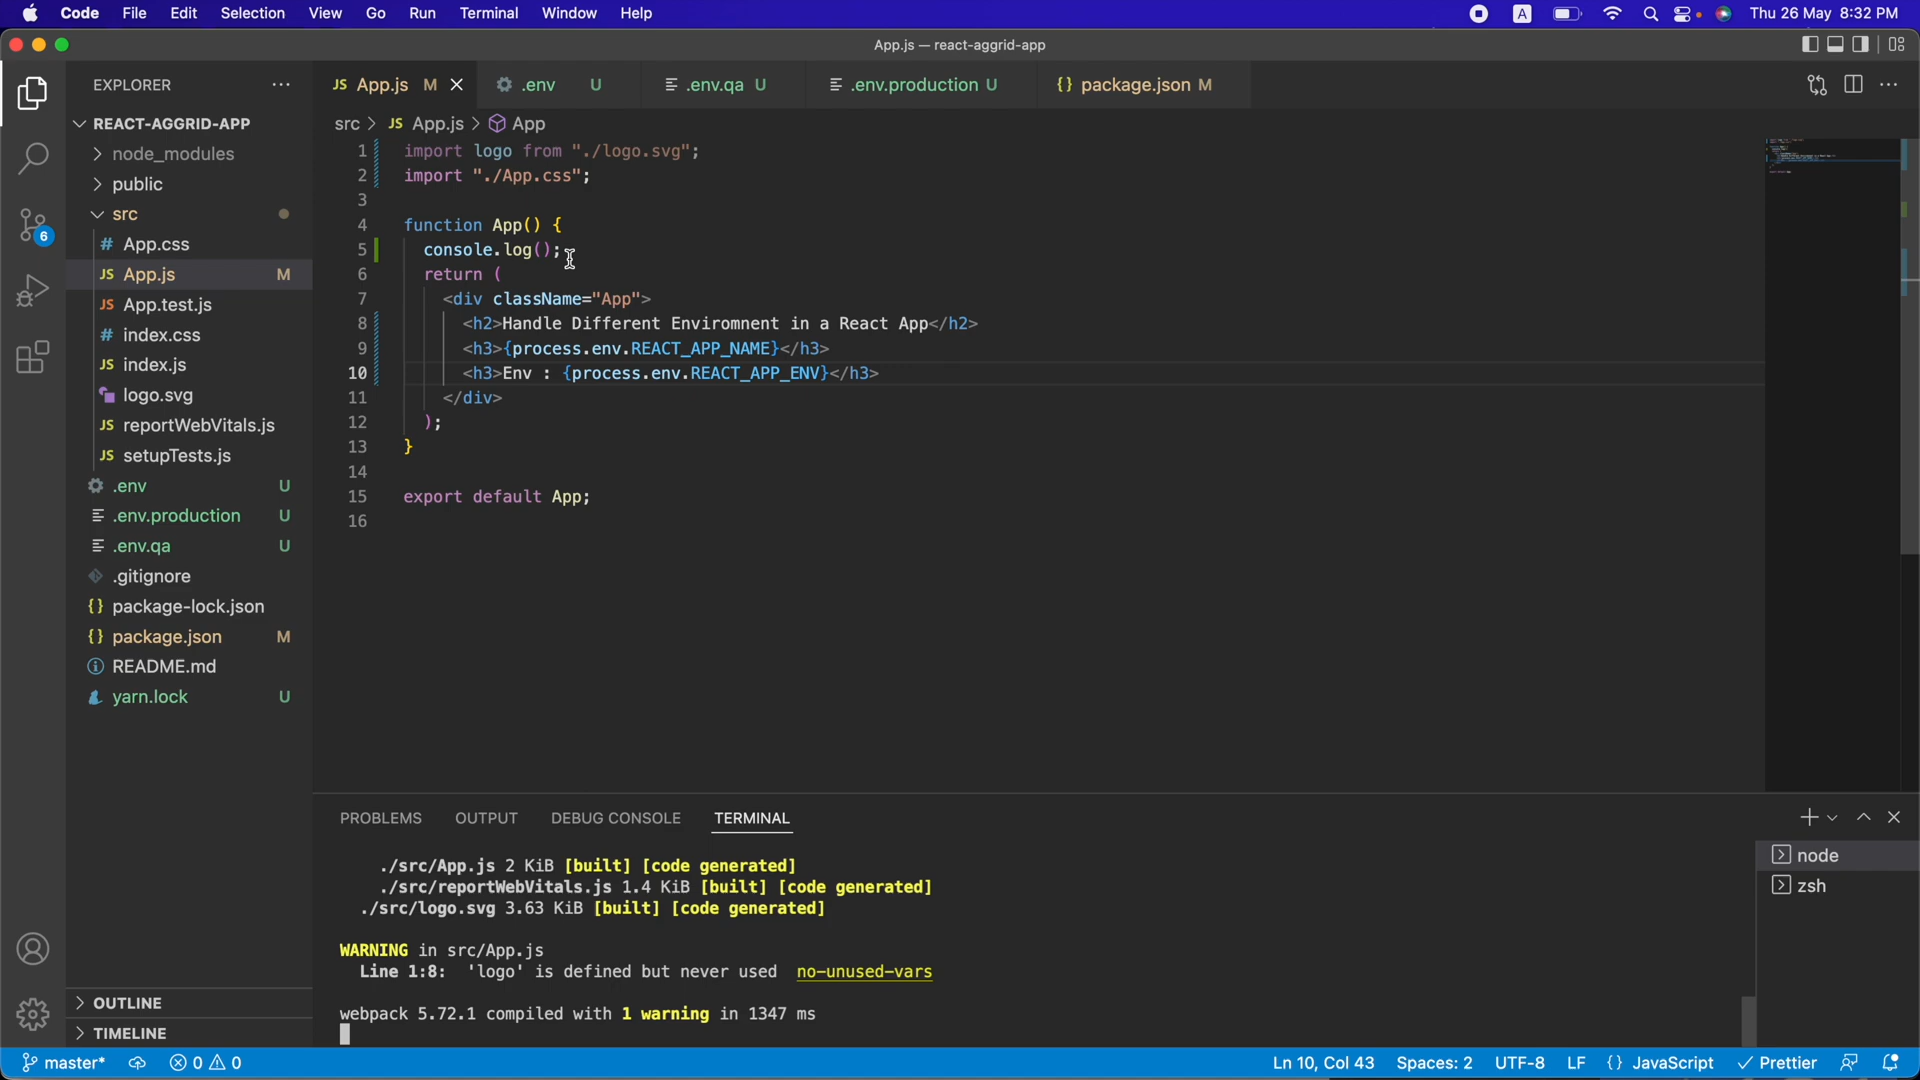 Code File Edit Selection View Go Run Terminal Window Help A Thu 26 May 8:32 PM
App.js — react-aggrid-app
EXPLORER
JS App.js M
.env U
.env.qa U
.env.production U
{} package.json M
src > JS App.js > App
REACT-AGGRID-APP
node_modules
public
src
# App.css
JS App.js M
JS App.test.js
# index.css
JS index.js
logo.svg
JS reportWebVitals.js
JS setupTests.js
.env U
.env.production U
.env.qa U
.gitignore
{} package-lock.json
{} package.json M
README.md
yarn.lock U
OUTLINE
TIMELINE
6
1 import logo from "./logo.svg";
2 import "./App.css";
3
4 function App() {
5 console.log();
6 return (
7 <div className="App">
8 <h2>Handle Different Enviromnent in a React App</h2>
9 <h3>{process.env.REACT_APP_NAME}</h3>
10 <h3>Env : {process.env.REACT_APP_ENV}</h3>
11 </div>
12 );
13 }
14
15 export default App;
16
PROBLEMS OUTPUT DEBUG CONSOLE TERMINAL
./src/App.js 2 KiB [built] [code generated]
./src/reportWebVitals.js 1.4 KiB [built] [code generated]
./src/logo.svg 3.63 KiB [built] [code generated]
WARNING in src/App.js
Line 1:8: 'logo' is defined but never used no-unused-vars
webpack 5.72.1 compiled with 1 warning in 1347 ms
node
zsh
master* 0 0 Ln 10, Col 43 Spaces: 2 UTF-8 LF {} JavaScript Prettier